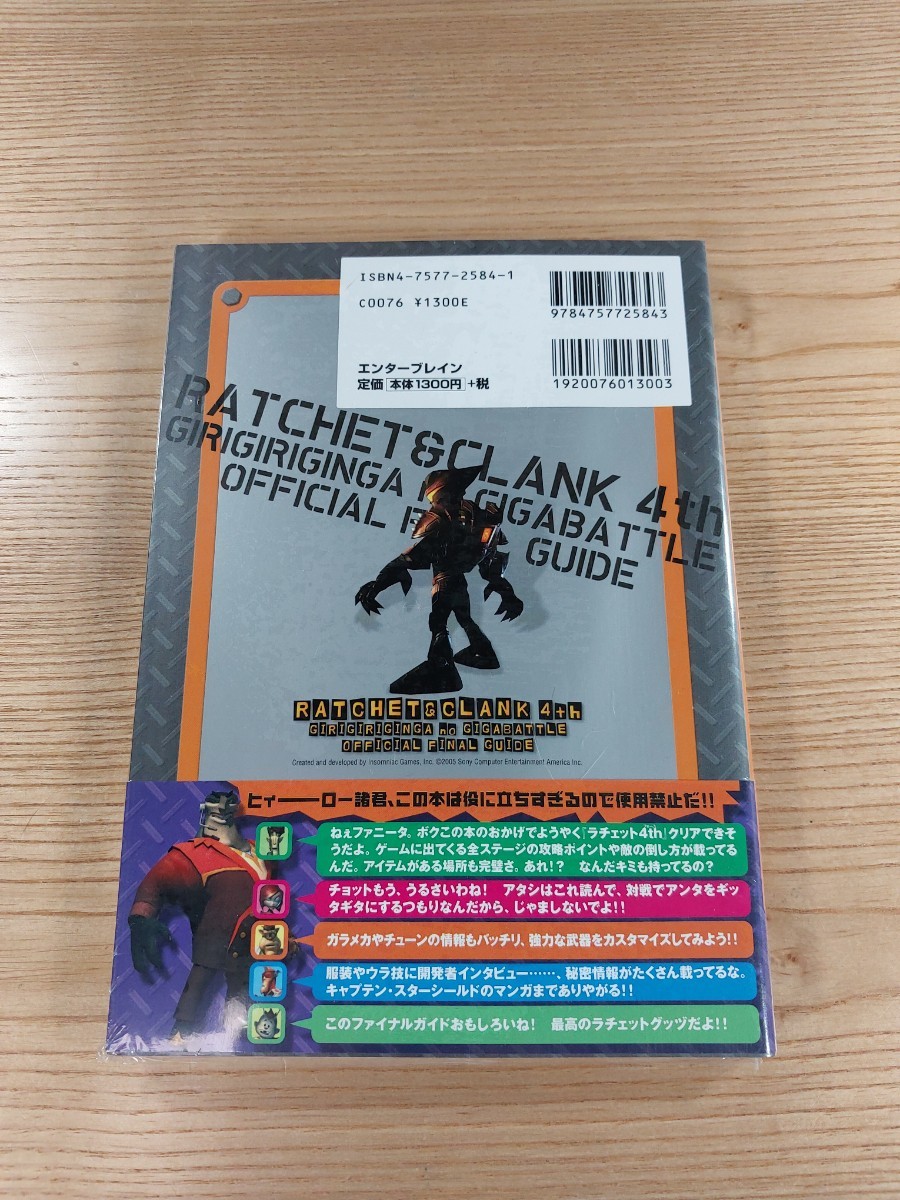 ISBN4-7577-2584-1
C0076 ¥1300E
9784757725843
エンターブレイン
定価 本体1300円 +税
1920076013003
RATCHET&CLANK 4th
GIRIGIRIGINGA GIGABATTLE
OFFICIAL GUIDE
RATCHET&CLANK 4th
GIRIGIRIGINGA no GIGABATTLE
OFFICIAL FINAL GUIDE
Created and developed by Insomniac Games, Inc. ©2005 Sony Computer Entertainment America Inc.
ヒィーーロー諸君、この本は役に立ちすぎるので使用禁止だ!!
ねぇファニータ。ボクこの本のおかげでようやく『ラチェット4th』クリアできそ
うだよ。ゲームに出てくる全ステージの攻略ポイントや敵の倒し方が載ってる
んだ。アイテムがある場所も完璧さ。あれ!? なんだキミも持ってるの?
チョットもう、うるさいわね! アタシはこれ読んで、対戦でアンタをギッ
タギタにするつもりなんだから、じゃましないでよ!!
ガラメカやチューンの情報もバッチリ、強力な武器をカスタマイズしてみよう!!
服装やウラ技に開発者インタビュー……、秘密情報がたくさん載ってるな。
キャプテン・スターシールドのマンガまでありやがる!!
このファイナルガイドおもしろいね! 最高のラチェットグッヅだよ!!